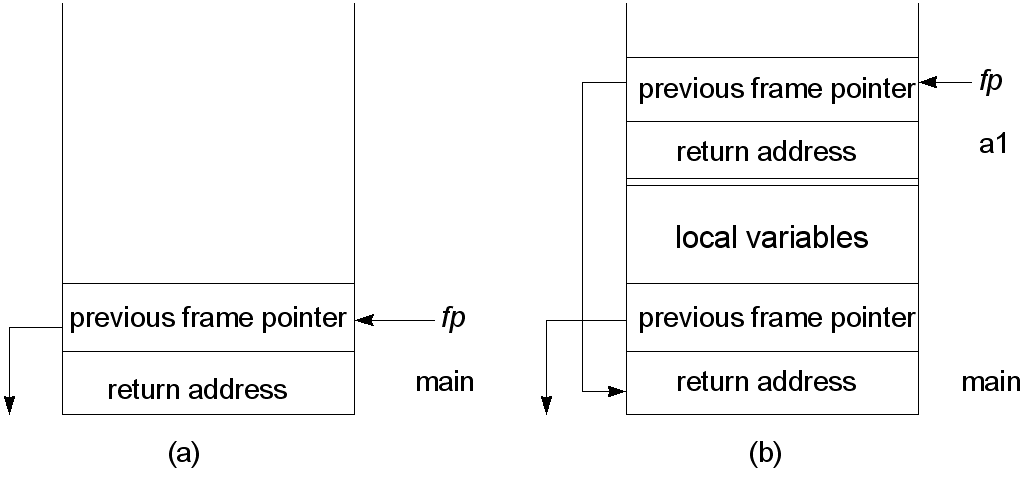 previous frame pointer
fp
return address
main
(a)
previous frame pointer
fp
return address
a1
local variables
previous frame pointer
return address
main
(b)